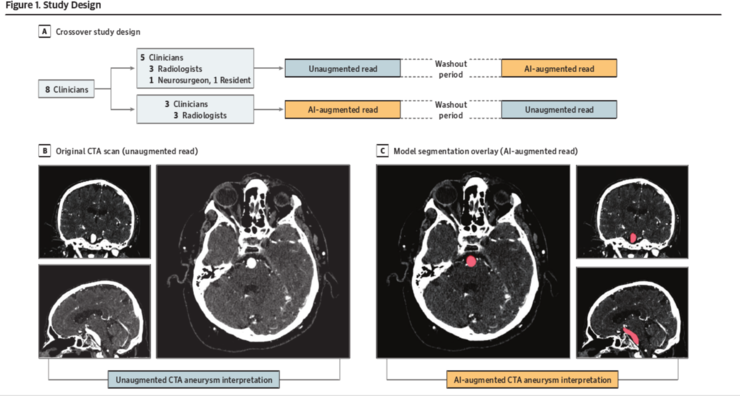 Figure 1. Study Design
A Crossover study design
8 Clinicians
5 Clinicians
3 Radiologists
1 Neurosurgeon, 1 Resident
Unaugmented read
Washout
period
AI-augmented read
3 Clinicians
3 Radiologists
AI-augmented read
Washout
period
Unaugmented read
B Original CTA scan (unaugmented read)
C Model segmentation overlay (AI-augmented read)
Unaugmented CTA aneurysm interpretation
AI-augmented CTA aneurysm interpretation